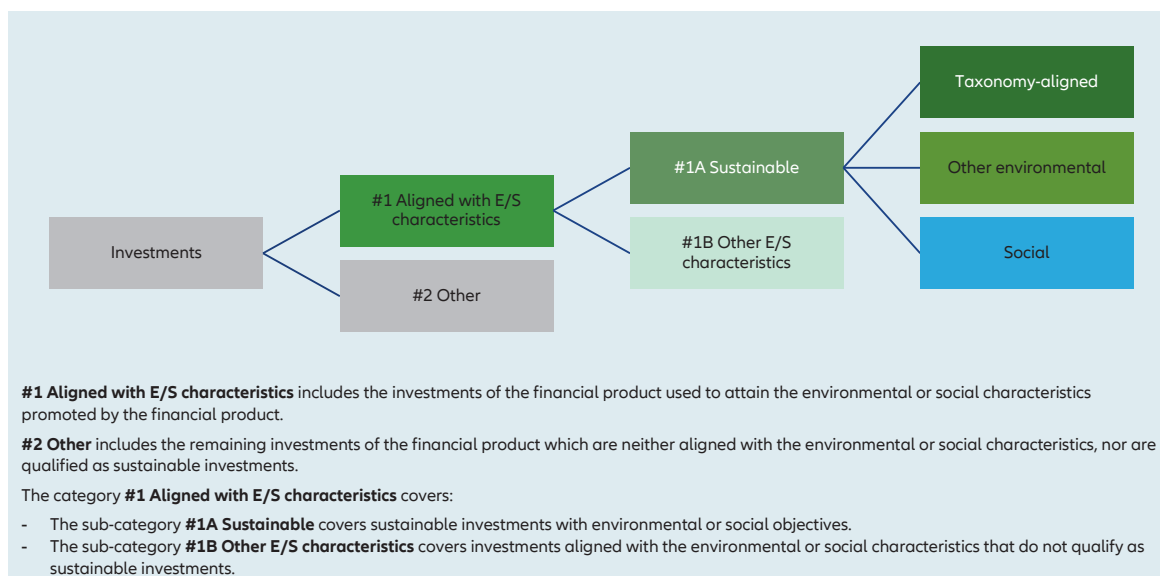 Taxonomy-aligned
#1A Sustainable
Other environmental
#1 Aligned with E/S
characteristics
Investments
#1B Other E/S
characteristics
Social
#2 Other
#1 Aligned with E/S characteristics includes the investments of the financial product used to attain the environmental or social characteristics
promoted by the financial product.
#2 Other includes the remaining investments of the financial product which are neither aligned with the environmental or social characteristics, nor are
qualified as sustainable investments.
The category #1 Aligned with E/S characteristics covers:
- The sub-category #1A Sustainable covers sustainable investments with environmental or social objectives.
- The sub-category #1B Other E/S characteristics covers investments aligned with the environmental or social characteristics that do not qualify as
sustainable investments.